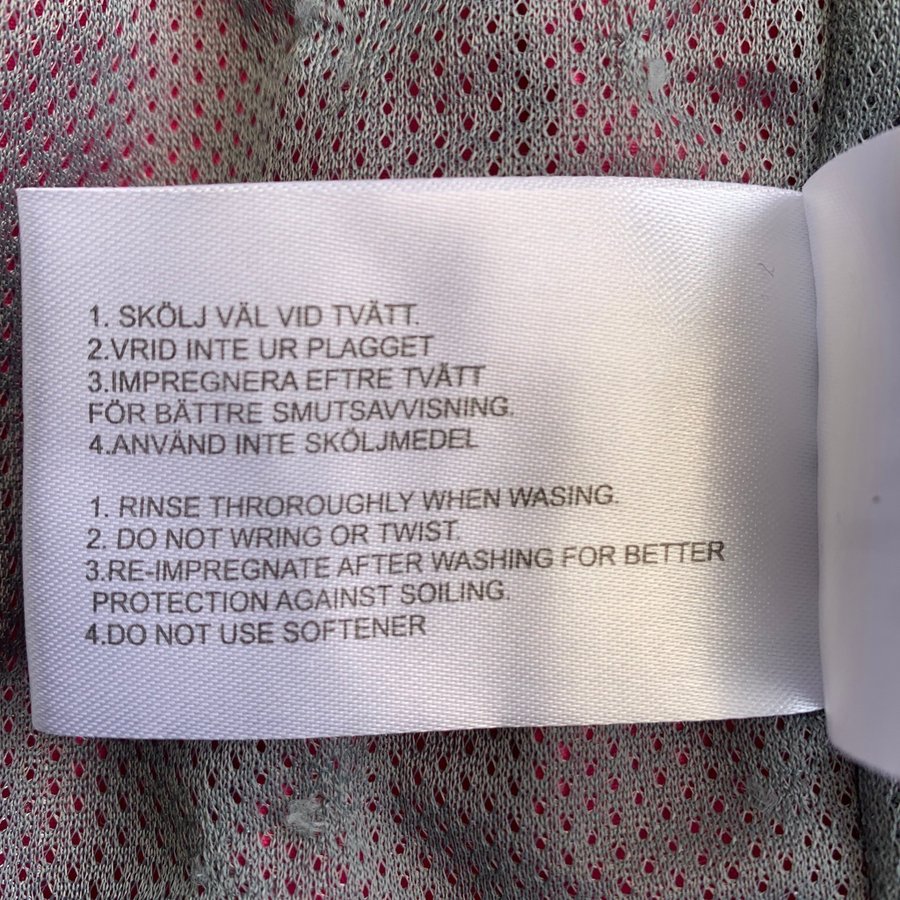 1. SKÖLJ VÄL VID TVÄTT.
2.VRID INTE UR PLAGGET
3.IMPREGNERA EFTRE TVÄTT
FÖR BÄTTRE SMUTSAVVISNING.
4.ANVÄND INTE SKÖLJMEDEL
1. RINSE THROROUGHLY WHEN WASING.
2. DO NOT WRING OR TWIST.
3.RE-IMPREGNATE AFTER WASHING FOR BETTER
PROTECTION AGAINST SOILING.
4.DO NOT USE SOFTENER